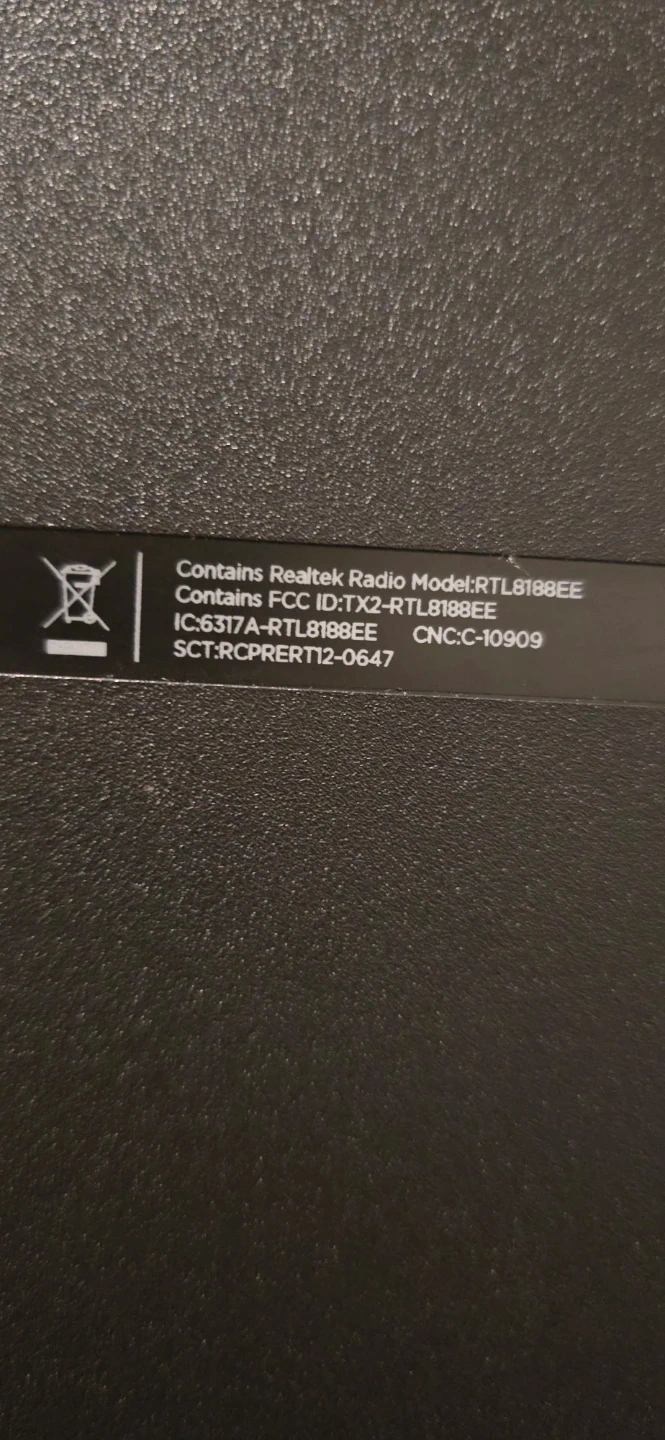 Contains Realtek Radio Model:RTL8188EE
Contains FCC ID:TX2-RTL8188EE
IC:6317A-RTL8188EE CNC:C-10909
SCT:RCPRERT12-0647